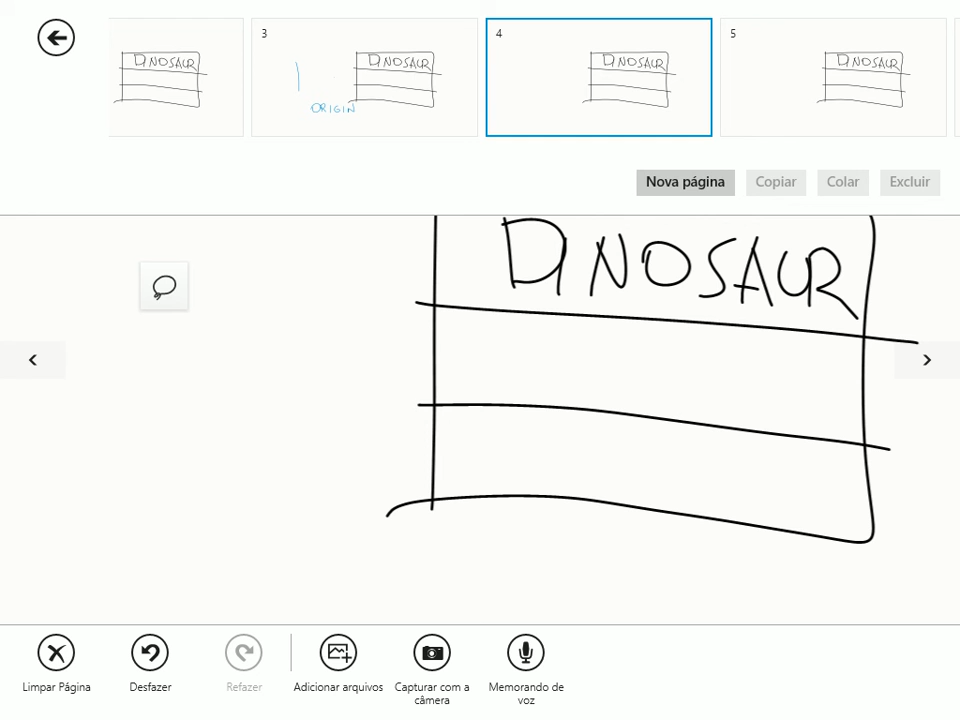 DINOSAUR
3
DINOSAUR
ORIGIN
4
DINOSAUR
5
DINOSAUR
Nova página
Copiar
Colar
Excluir
DINOSAUR
Limpar Página
Desfazer
Refazer
Adicionar arquivos
Capturar com a
câmera
Memorando de
voz